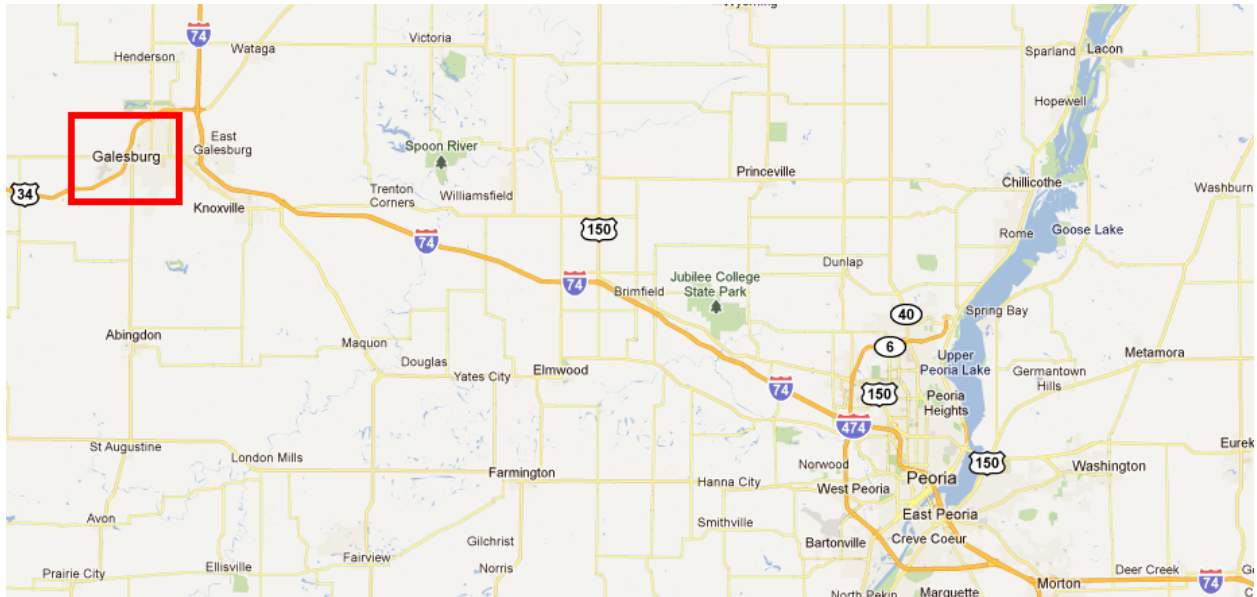 Wyoming
74
Wataga
Victoria
Henderson
Sparland
Lacon
Hopewell
East
Galesburg
Galesburg
Spoon River
Princeville
34
Trenton
Corners
Williamsfield
Chillicothe
Washburn
Knoxville
150
74
Goose Lake
Rome
Dunlap
74
Jubilee College
State Park
Brimfield
40
Spring Bay
Abingdon
6
Maquon
Upper
Peoria Lake
Metamora
Douglas
Elmwood
Yates City
74
150
Germantown
Hills
Peoria
Heights
474
St Augustine
London Mills
Farmington
Norwood
150
Washington
Hanna City
West Peoria
Peoria
Avon
Smithville
East Peoria
Gilchrist
Bartonville
Creve Coeur
Fairview
Ellisville
Norris
Prairie City
Deer Creek
74
Morton
North Pekin
Marquette